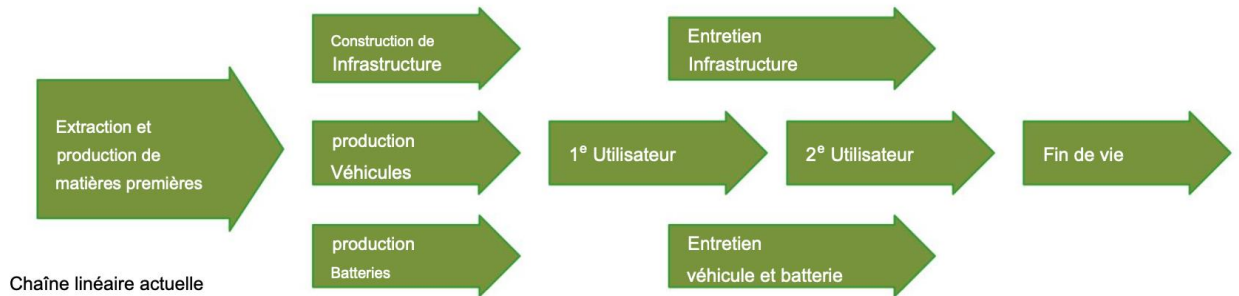 Extraction et
production de
matières premières
Construction de
Infrastructure
production
Véhicules
production
Batteries
1e Utilisateur
Entretien
Infrastructure
2e Utilisateur
Entretien
véhicule et batterie
Fin de vie
Chaîne linéaire actuelle